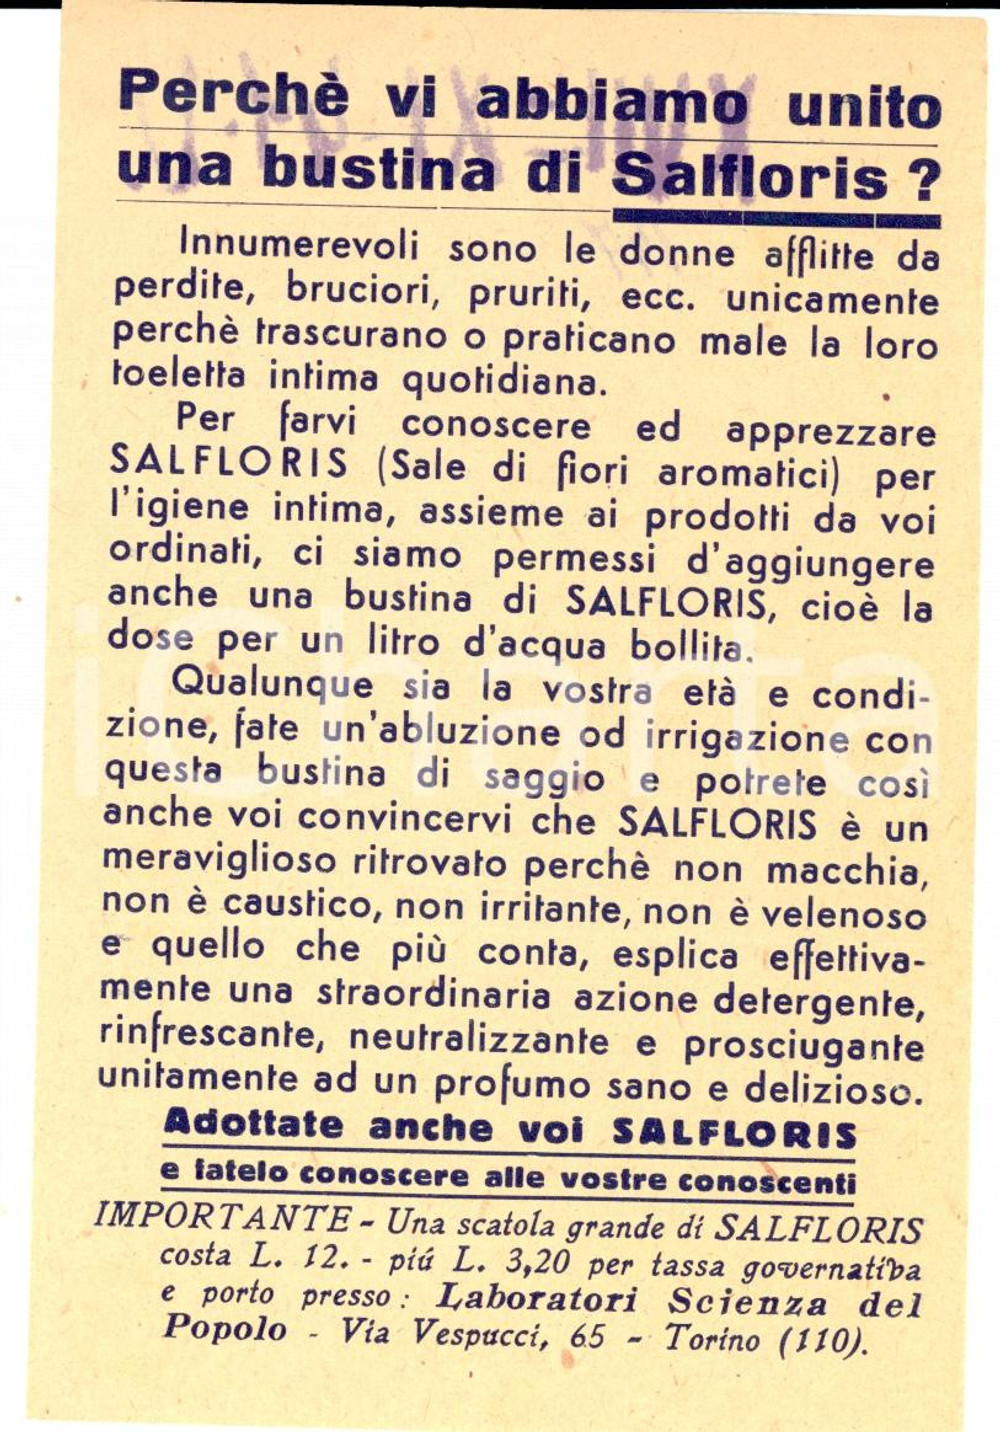 Perchè vi abbiamo unito
una bustina di Salfloris ?
Innumerevoli sono le donne afflitte da
perdite, bruciori, pruriti, ecc. unicamente
perchè trascurano o praticano male la loro
toeletta intima quotidiana.
Per farvi conoscere ed apprezzare
SALFLORIS (Sale di fiori aromatici) per
l'igiene intima, assieme ai prodotti da voi
ordinati, ci siamo permessi d'aggiungere
anche una bustina di SALFLORIS, cioè la
dose per un litro d'acqua bollita.
Qualunque sia la vostra età e condi-
zione, fate un'abluzione od irrigazione con
questa bustina di saggio e potrete così
anche voi convincervi che SALFLORIS è un
meraviglioso ritrovato perchè non macchia,
non è caustico, non irritante, non è velenoso
e quello che più conta, esplica effettiva-
mente una straordinaria azione detergente,
rinfrescante, neutralizzante e prosciugante
unitamente ad un profumo sano e delizioso.
Adottate anche voi SALFLORIS
e fatelo conoscere alle vostre conoscenti
IMPORTANTE - Una scatola grande di SALFLORIS
costa L. 12. - piú L. 3,20 per tassa governativa
e porto presso : Laboratori Scienza del
Popolo - Via Vespucci, 65 - Torino (110).
iCharta